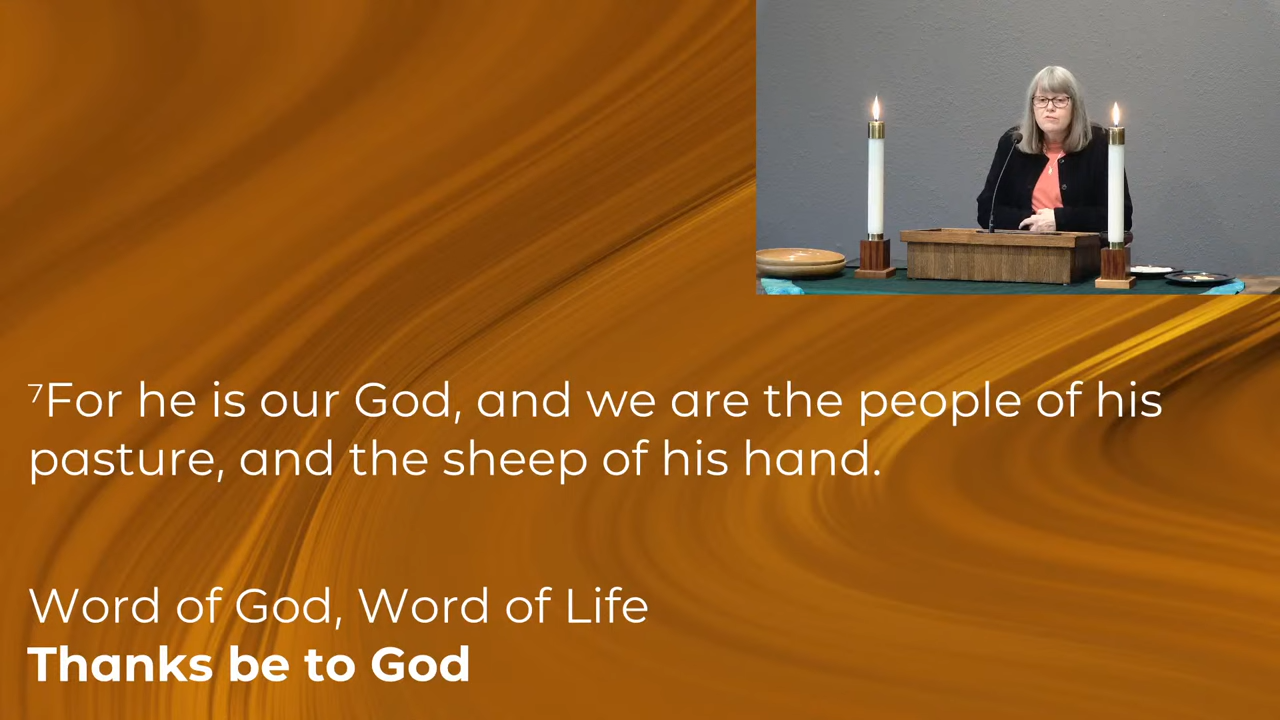 ⁷For he is our God, and we are the people of his
pasture, and the sheep of his hand.
Word of God, Word of Life
Thanks be to God